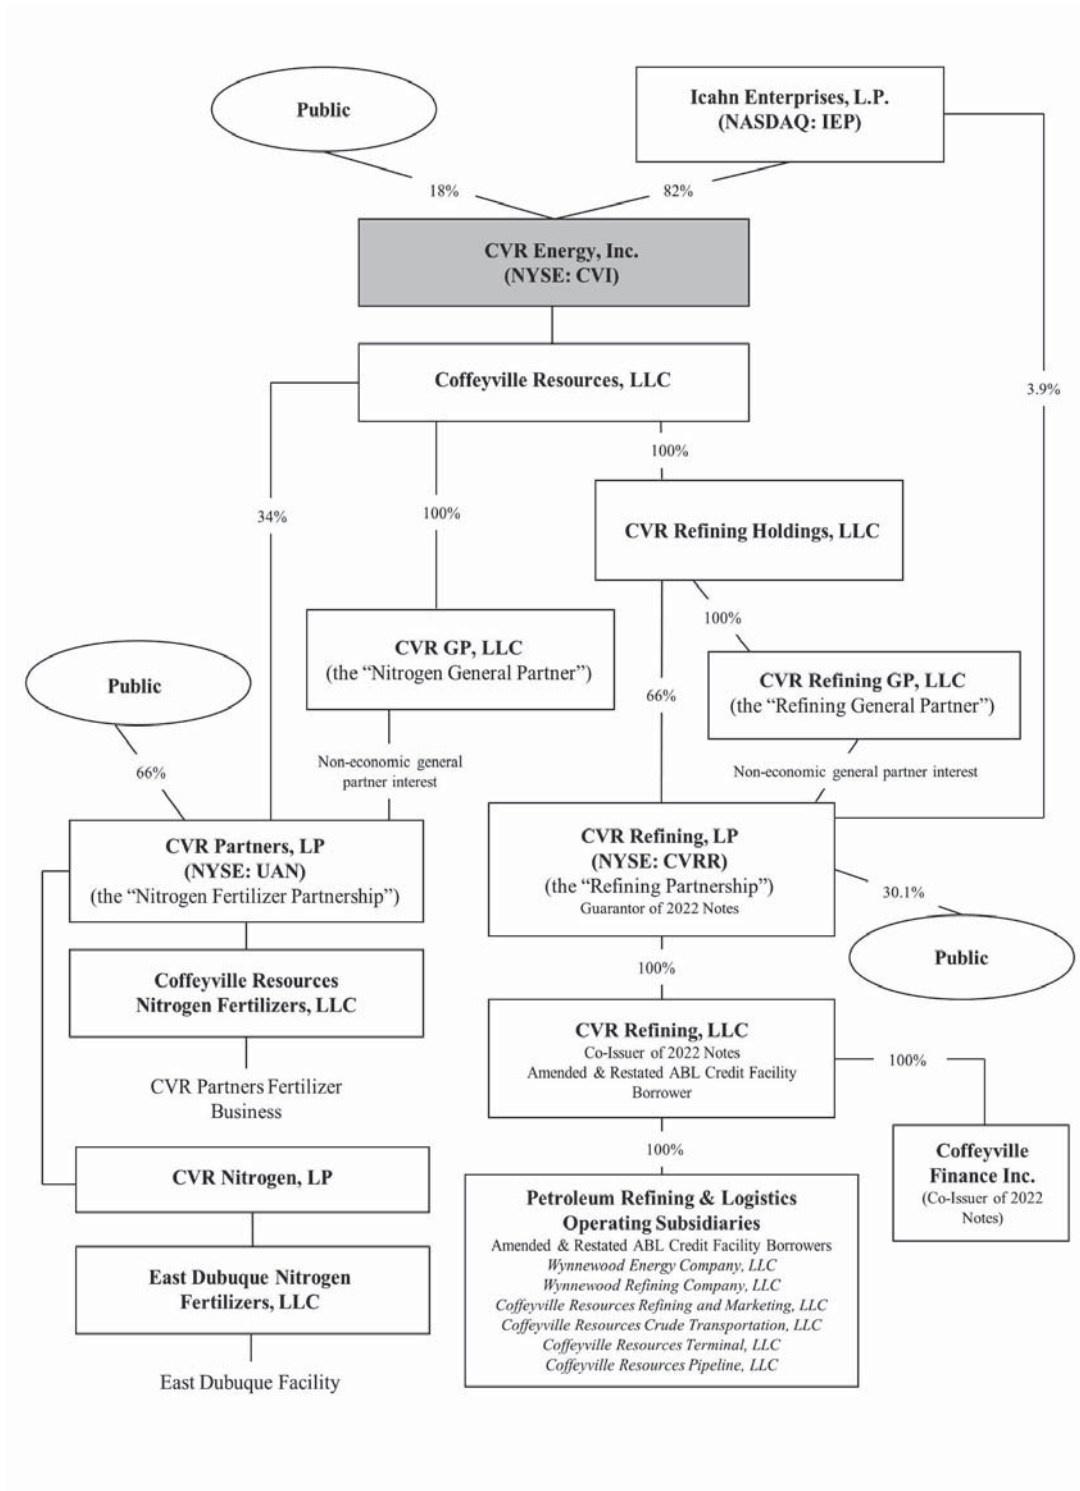 Public
Icahn Enterprises, L.P.
(NASDAQ: IEP)
18%
82%
CVR Energy, Inc.
(NYSE: CVI)
Coffeyville Resources, LLC
3.9%
100%
34%
100%
CVR Refining Holdings, LLC
100%
CVR GP, LLC
(the “Nitrogen General Partner”)
Public
66%
CVR Refining GP, LLC
(the “Refining General Partner”)
Non-economic general
partner interest
66%
Non-economic general partner interest
CVR Partners, LP
(NYSE: UAN)
(the “Nitrogen Fertilizer Partnership”)
CVR Refining, LP
(NYSE: CVRR)
(the “Refining Partnership”)
Guarantor of 2022 Notes
30.1%
Public
Coffeyville Resources
Nitrogen Fertilizers, LLC
100%
CVR Refining, LLC
Co-Issuer of 2022 Notes
Amended & Restated ABL Credit Facility
Borrower
100%
CVR Partners Fertilizer
Business
100%
Coffeyville
Finance Inc.
(Co-Issuer of 2022
Notes)
CVR Nitrogen, LP
Petroleum Refining & Logistics
Operating Subsidiaries
Amended & Restated ABL Credit Facility Borrowers
Wynnewood Energy Company, LLC
Wynnewood Refining Company, LLC
Coffeyville Resources Refining and Marketing, LLC
Coffeyville Resources Crude Transportation, LLC
Coffeyville Resources Terminal, LLC
Coffeyville Resources Pipeline, LLC
East Dubuque Nitrogen
Fertilizers, LLC
East Dubuque Facility